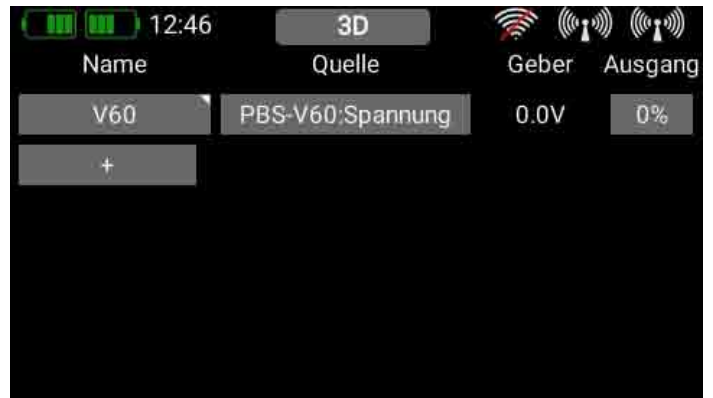 12:46 3D
Name Quelle Geber Ausgang
V60 PBS-V60:Spannung 0.0V 0%
+